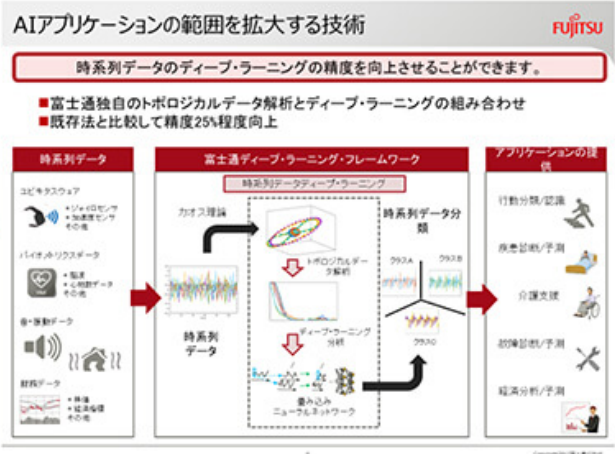 AIアプリケーションの範囲を拡大する技術
FUJITSU
時系列データのディープ・ラーニングの精度を向上させることができます。
■富士通独自のトポロジカルデータ解析とディープ・ラーニングの組み合わせ
■既存法と比較して精度25%程度向上
時系列データ
ユビキタスウェア
・ジャイロセンサ
・加速度センサ
その他
バイオメトリクスデータ
・脳波
・心拍数データ
その他
音・振動データ
財務データ
・株価
・経済指標
その他
富士通ディープ・ラーニング・フレームワーク
時系列データディープ・ラーニング
カオス理論
時系列
データ
トポロジカルデー
タ解析
ディープ・ラーニング
分析
畳み込み
ニューラルネットワーク
時系列データ分
類
クラスA
クラスB
クラスC
アプリケーションの提
供
行動分類/認識
疾患診断/予測
介護支援
故障診断/予測
経済分析/予測